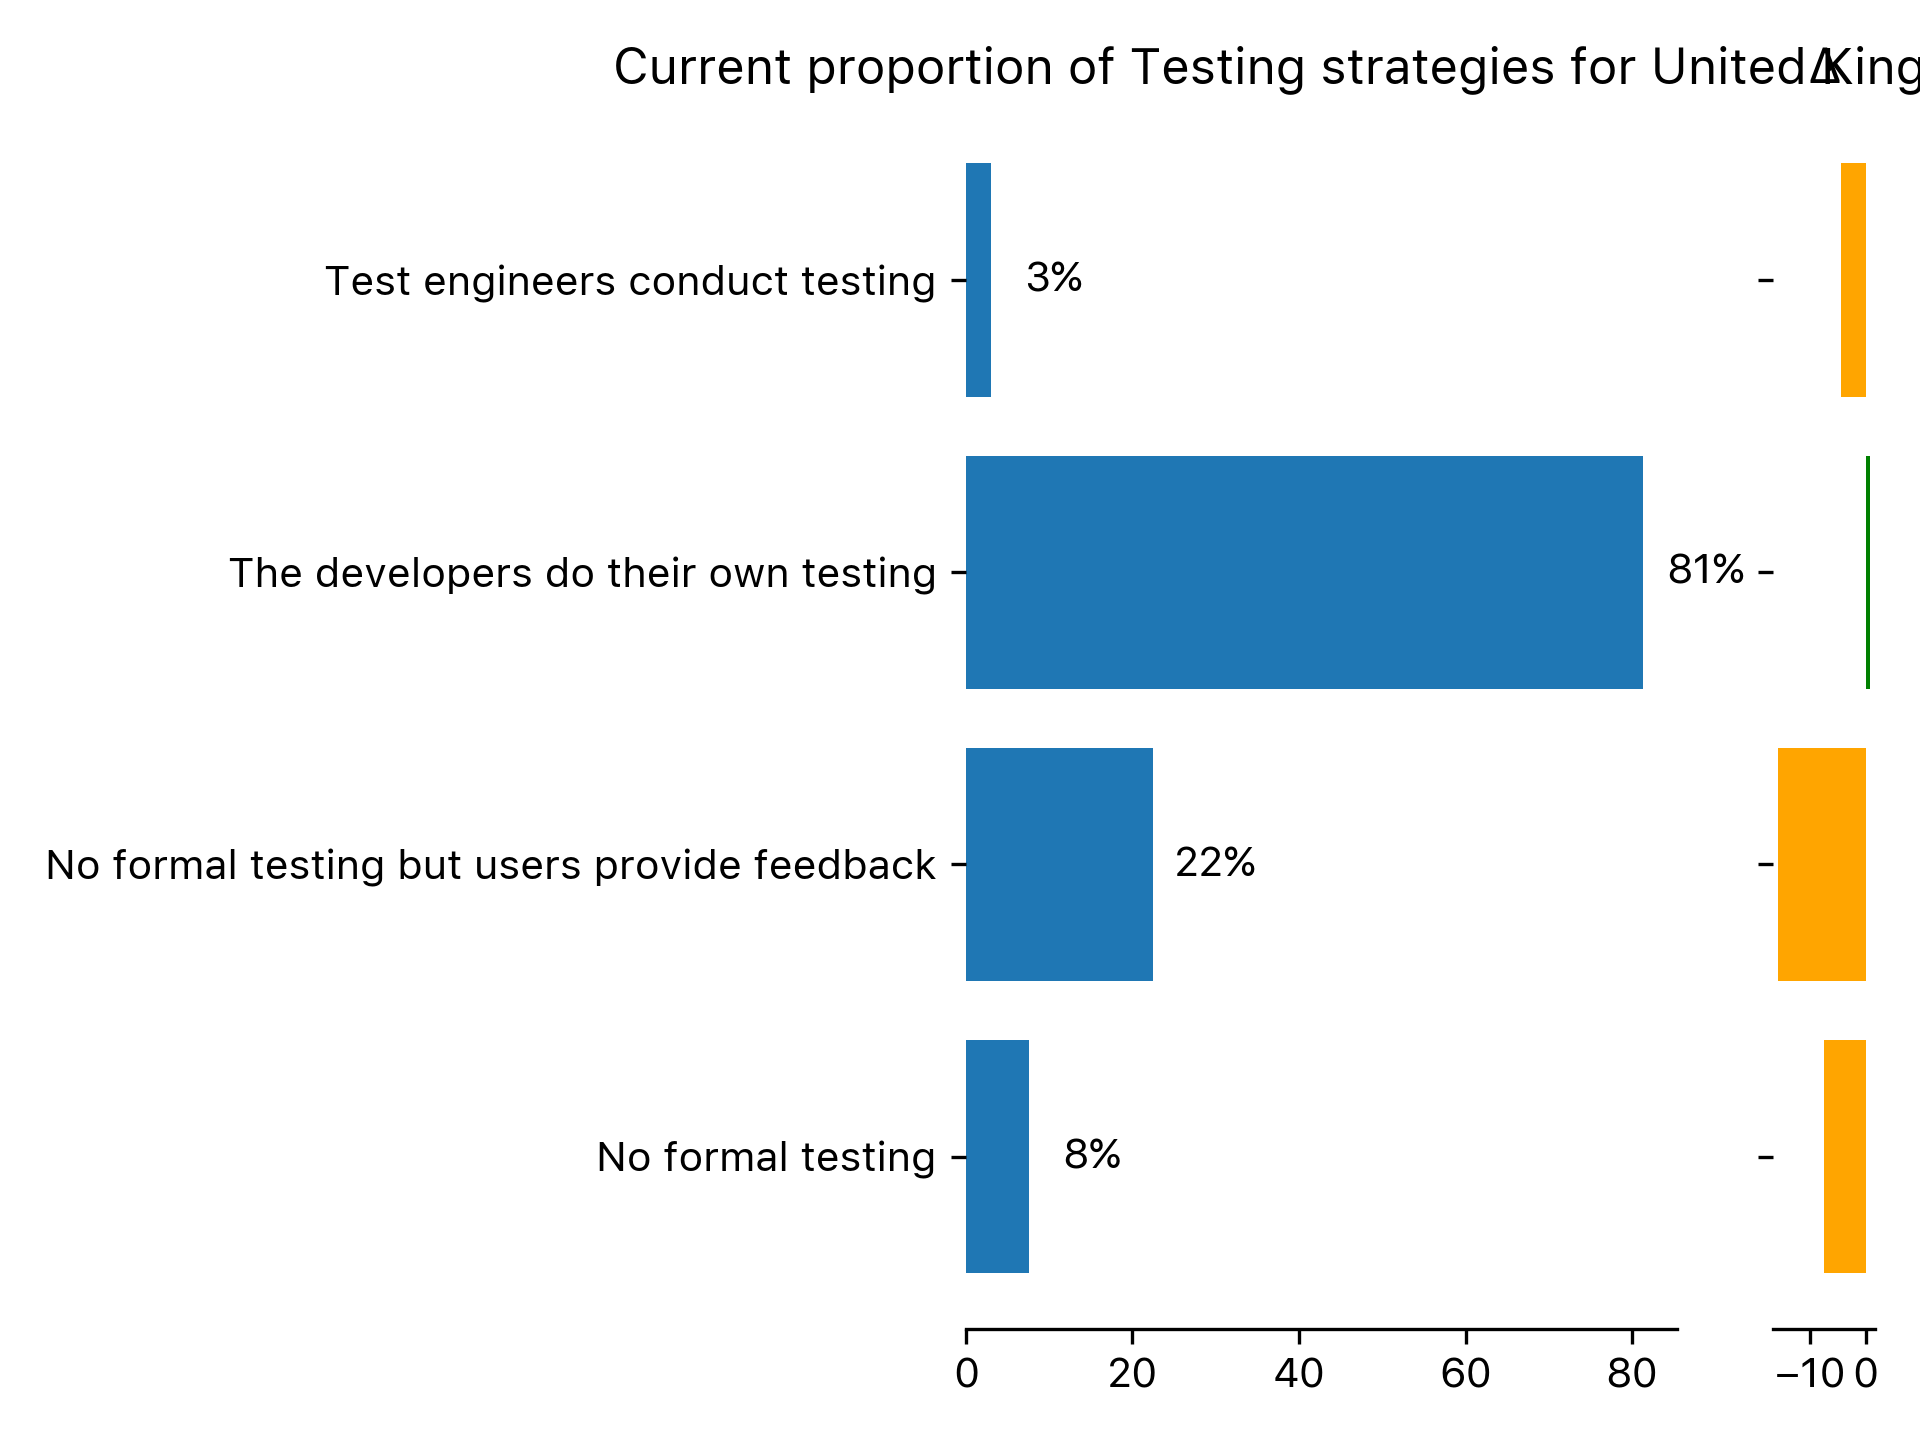 Current proportion of Testing strategies for United King
Δ
Test engineers conduct testing
3%
The developers do their own testing
81%
No formal testing but users provide feedback
22%
No formal testing
8%
0 20 40 60 80
−10 0